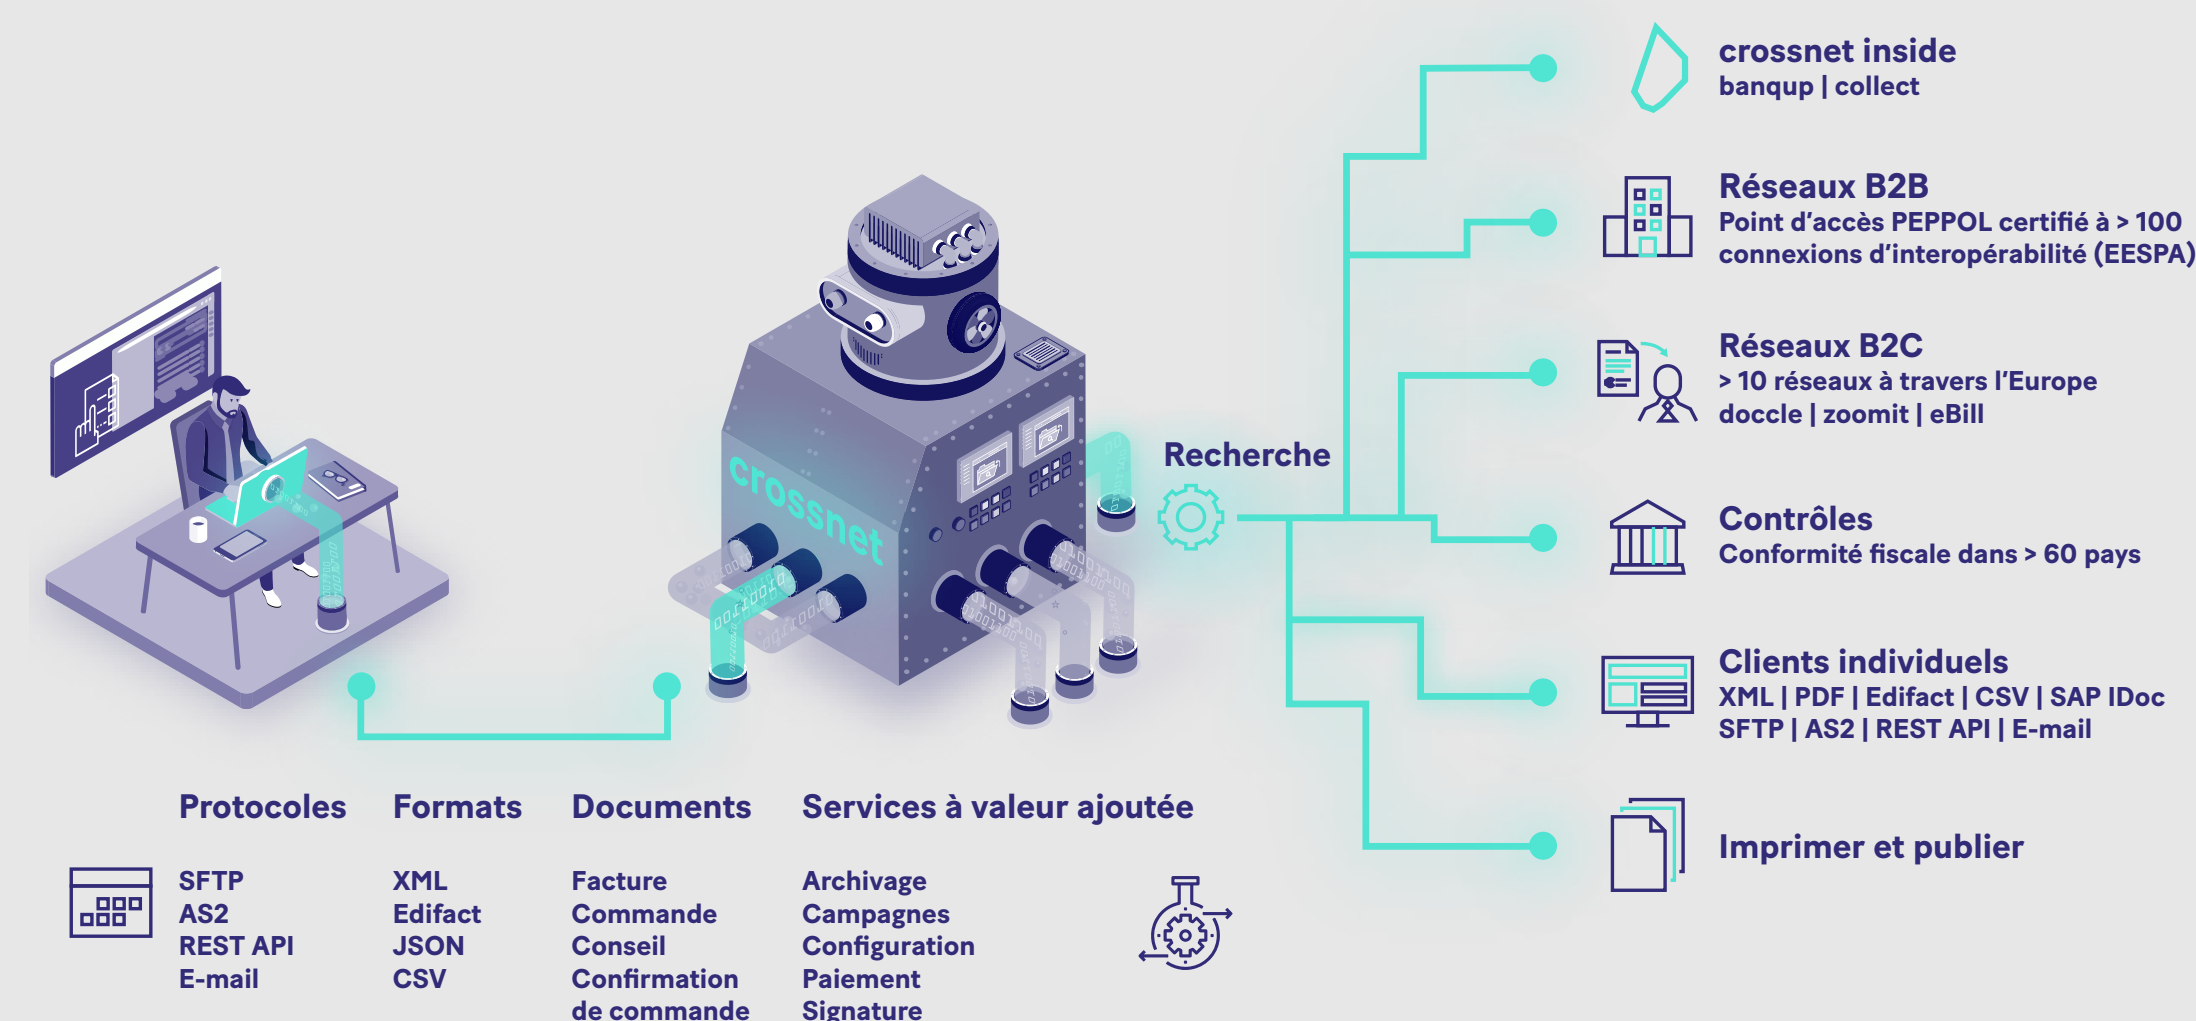 crossnet inside
banqup | collect
Réseaux B2B
Point d'accès PEPPOL certifié à > 100
connexions d'interopérabilité (EESPA)
Réseaux B2C
> 10 réseaux à travers l'Europe
doccle | zoomit | eBill
Recherche
crossnet
Contrôles
Conformité fiscale dans > 60 pays
Clients individuels
XML | PDF | Edifact | CSV | SAP IDoc
SFTP | AS2 | REST API | E-mail
Imprimer et publier
Protocoles
SFTP
AS2
REST API
E-mail
Formats
XML
Edifact
JSON
CSV
Documents
Facture
Commande
Conseil
Confirmation
de commande
Services à valeur ajoutée
Archivage
Campagnes
Configuration
Paiement
Signature